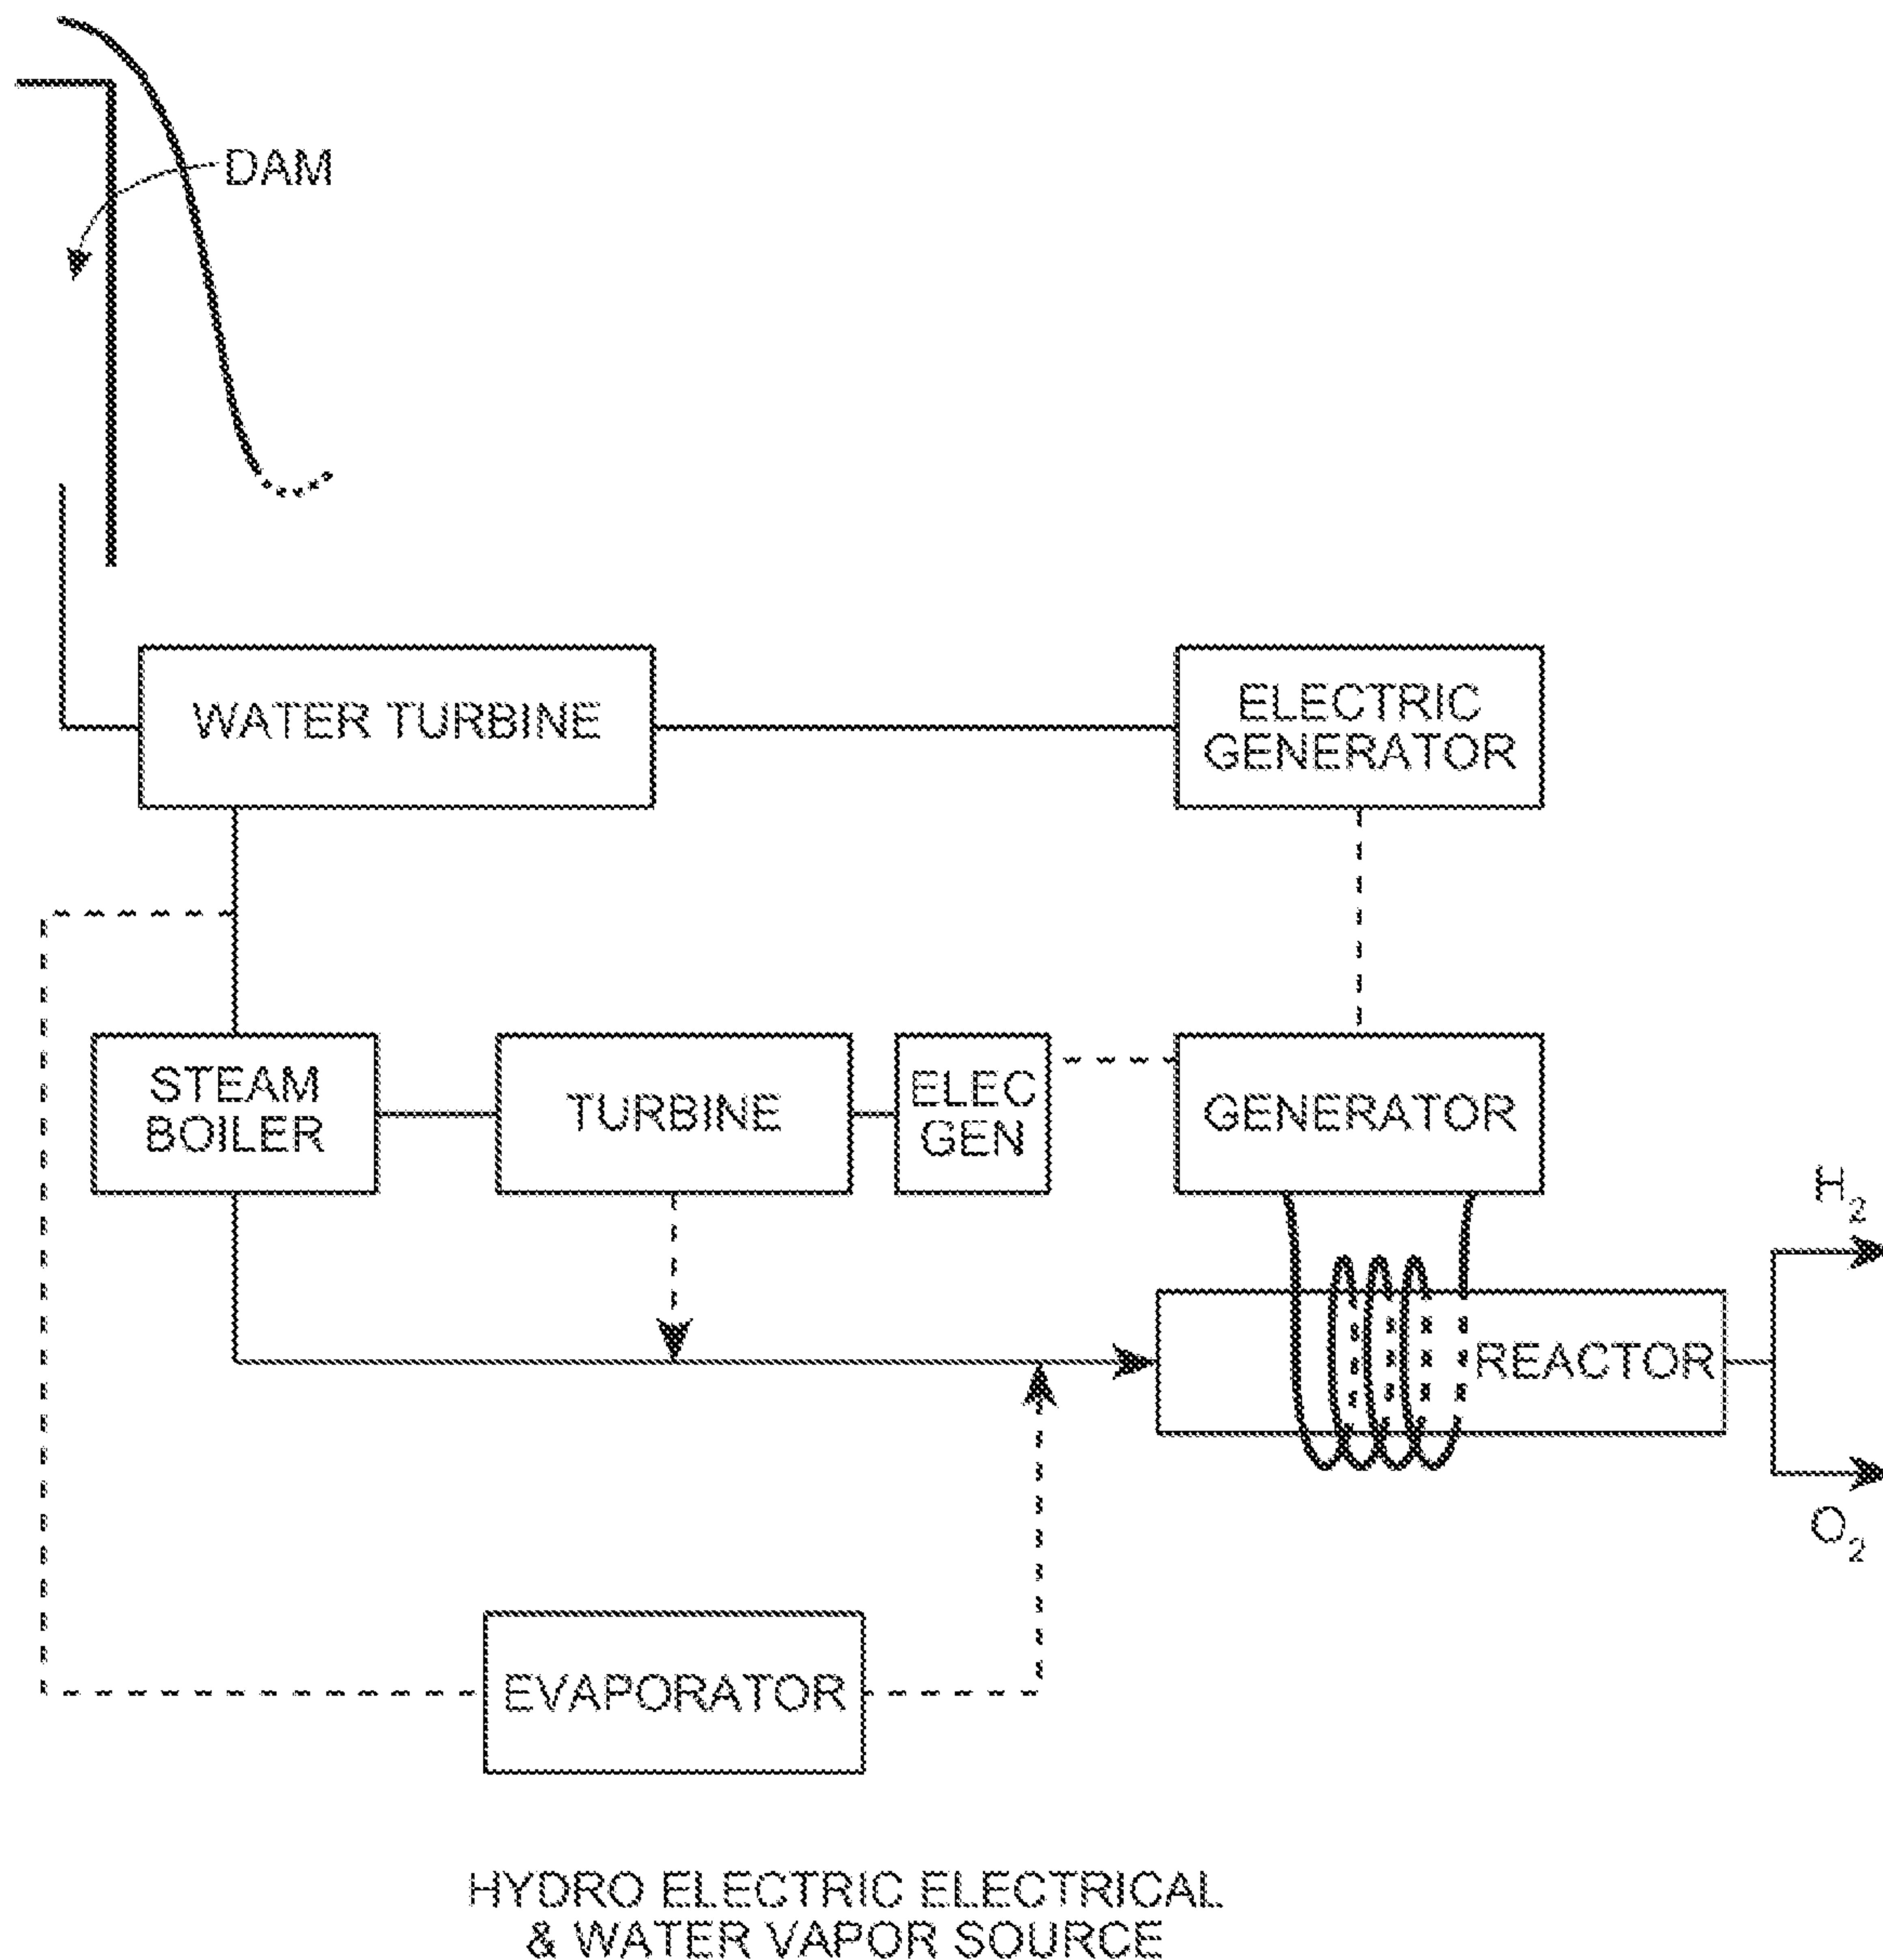 DAM
WATER TURBINE
ELECTRIC
GENERATOR
STEAM
BOILER
TURBINE
ELEC
GEN
GENERATOR
H2
REACTOR
O2
EVAPORATOR
HYDRO ELECTRIC ELECTRICAL
& WATER VAPOR SOURCE